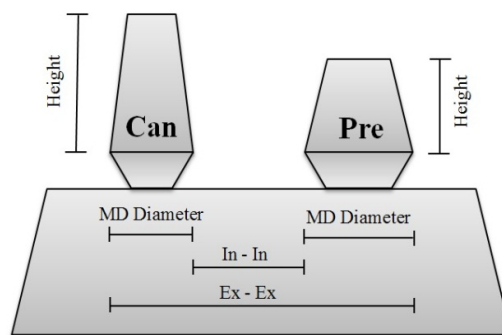 Height
Can
Pre
Height
MD Diameter
MD Diameter
In - In
Ex - Ex